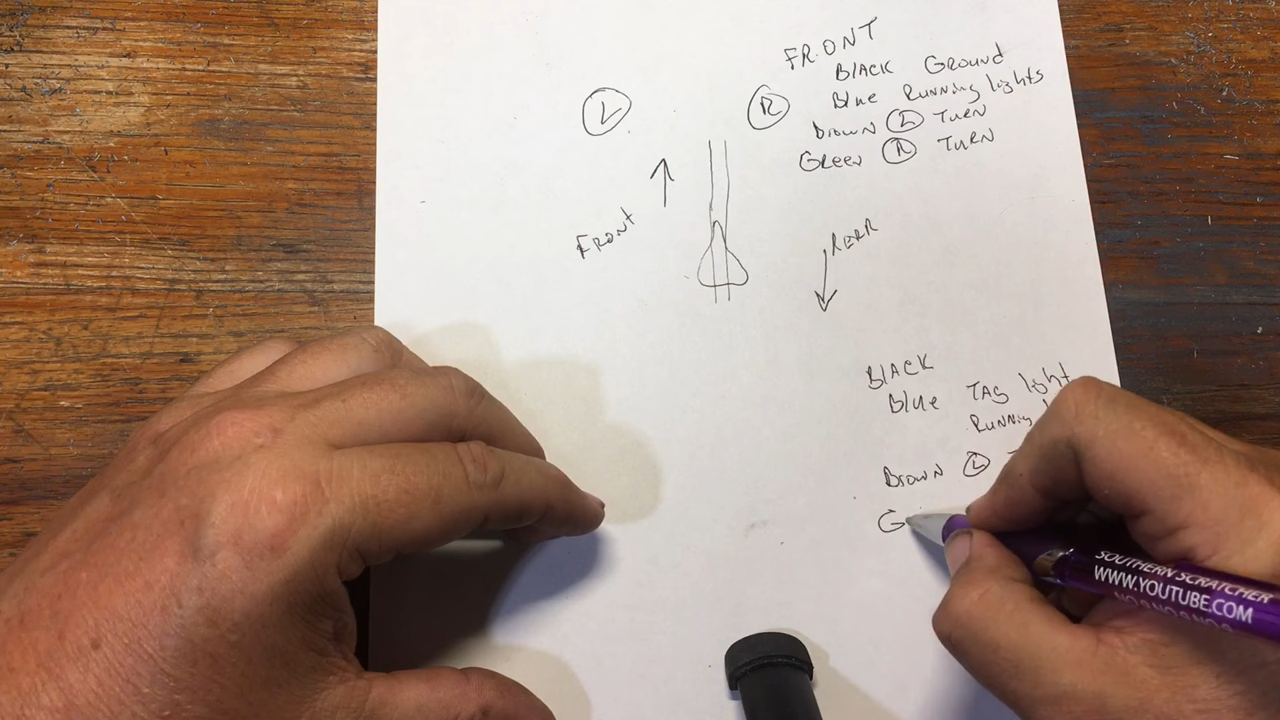 FRONT
BlACK GROUND
Blue Running lights
Brown L TURN
Green R TURN
L
R
FRONT
REAR
BlACK
Blue TAG light
Running
Brown L
G
SOUTHERN SCRATCHER
WWW.YOUTUBE.COM